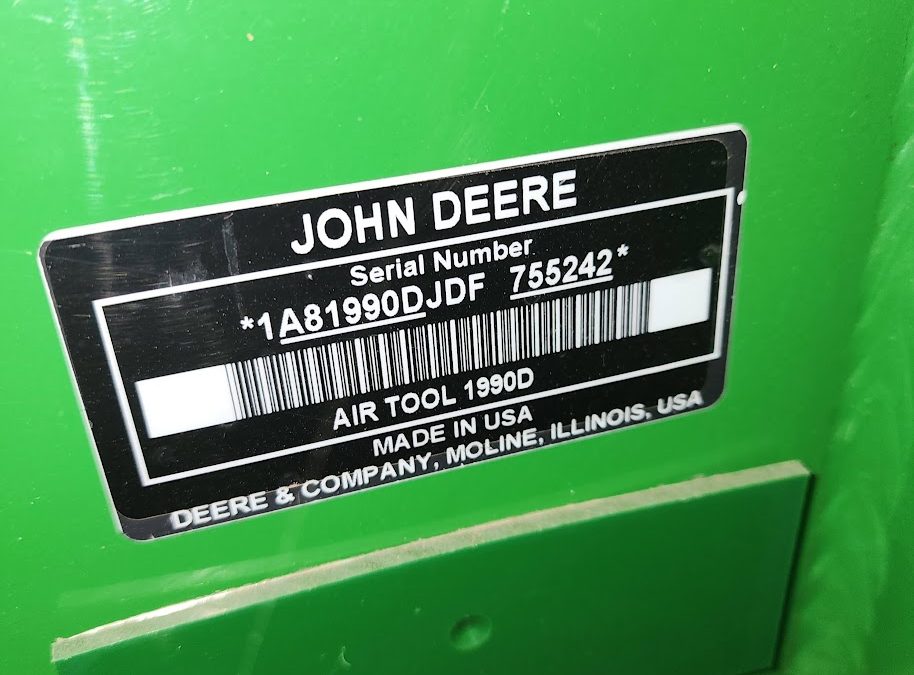 JOHN DEERE
Serial Number
*1A81990DJDF 755242*
AIR TOOL 1990D
MADE IN USA
DEERE & COMPANY, MOLINE, ILLINOIS, USA